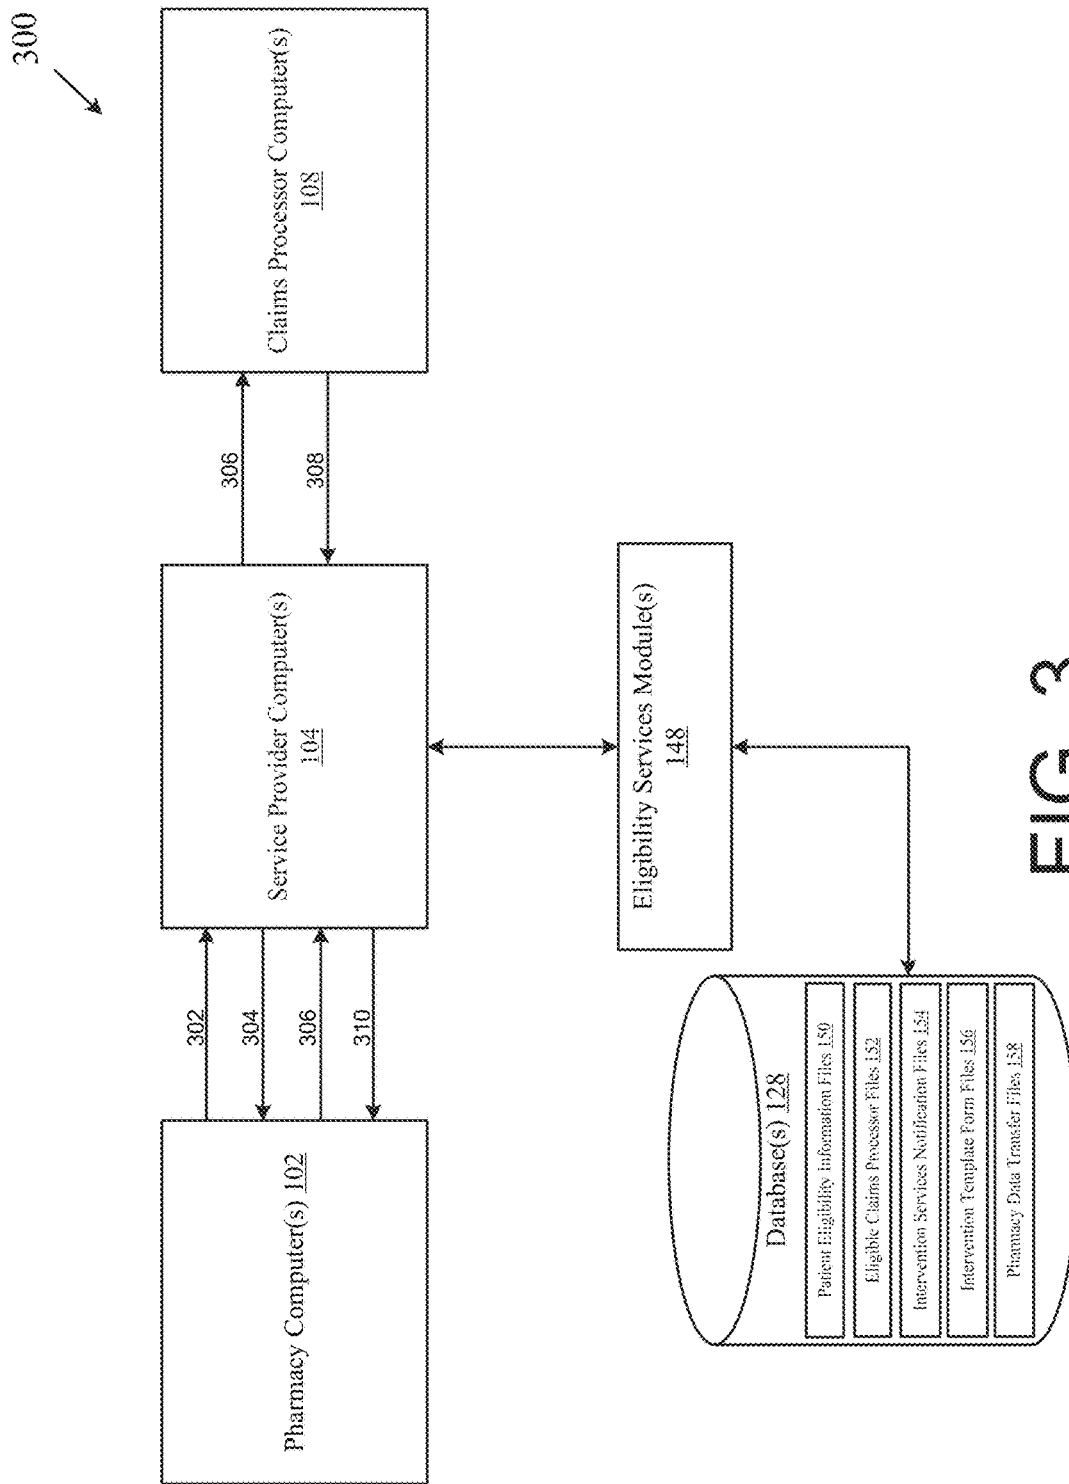 300
Pharmacy Computer(s) 102
302
304
306
310
Service Provider Computer(s)
104
306
308
Claims Processor Computer(s)
108
Eligibility Services Module(s)
148
Database(s) 128
Patient Eligibility Information Files 150
Eligible Claims Processor Files 152
Intervention Services Notification Files 154
Intervention Template Form Files 156
Pharmacy Data Transfer Files 158
FIG. 3